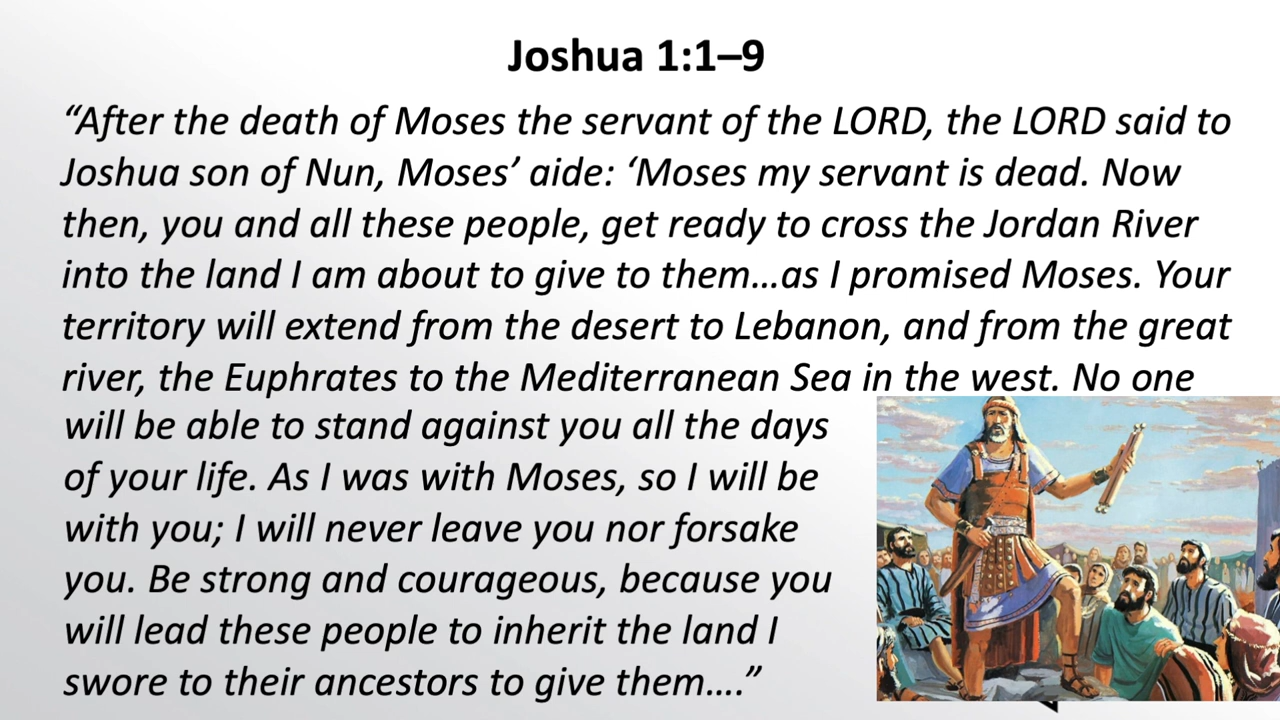 Joshua 1:1–9
“After the death of Moses the servant of the LORD, the LORD said to
Joshua son of Nun, Moses’ aide: ‘Moses my servant is dead. Now
then, you and all these people, get ready to cross the Jordan River
into the land I am about to give to them…as I promised Moses. Your
territory will extend from the desert to Lebanon, and from the great
river, the Euphrates to the Mediterranean Sea in the west. No one
will be able to stand against you all the days
of your life. As I was with Moses, so I will be
with you; I will never leave you nor forsake
you. Be strong and courageous, because you
will lead these people to inherit the land I
swore to their ancestors to give them….”